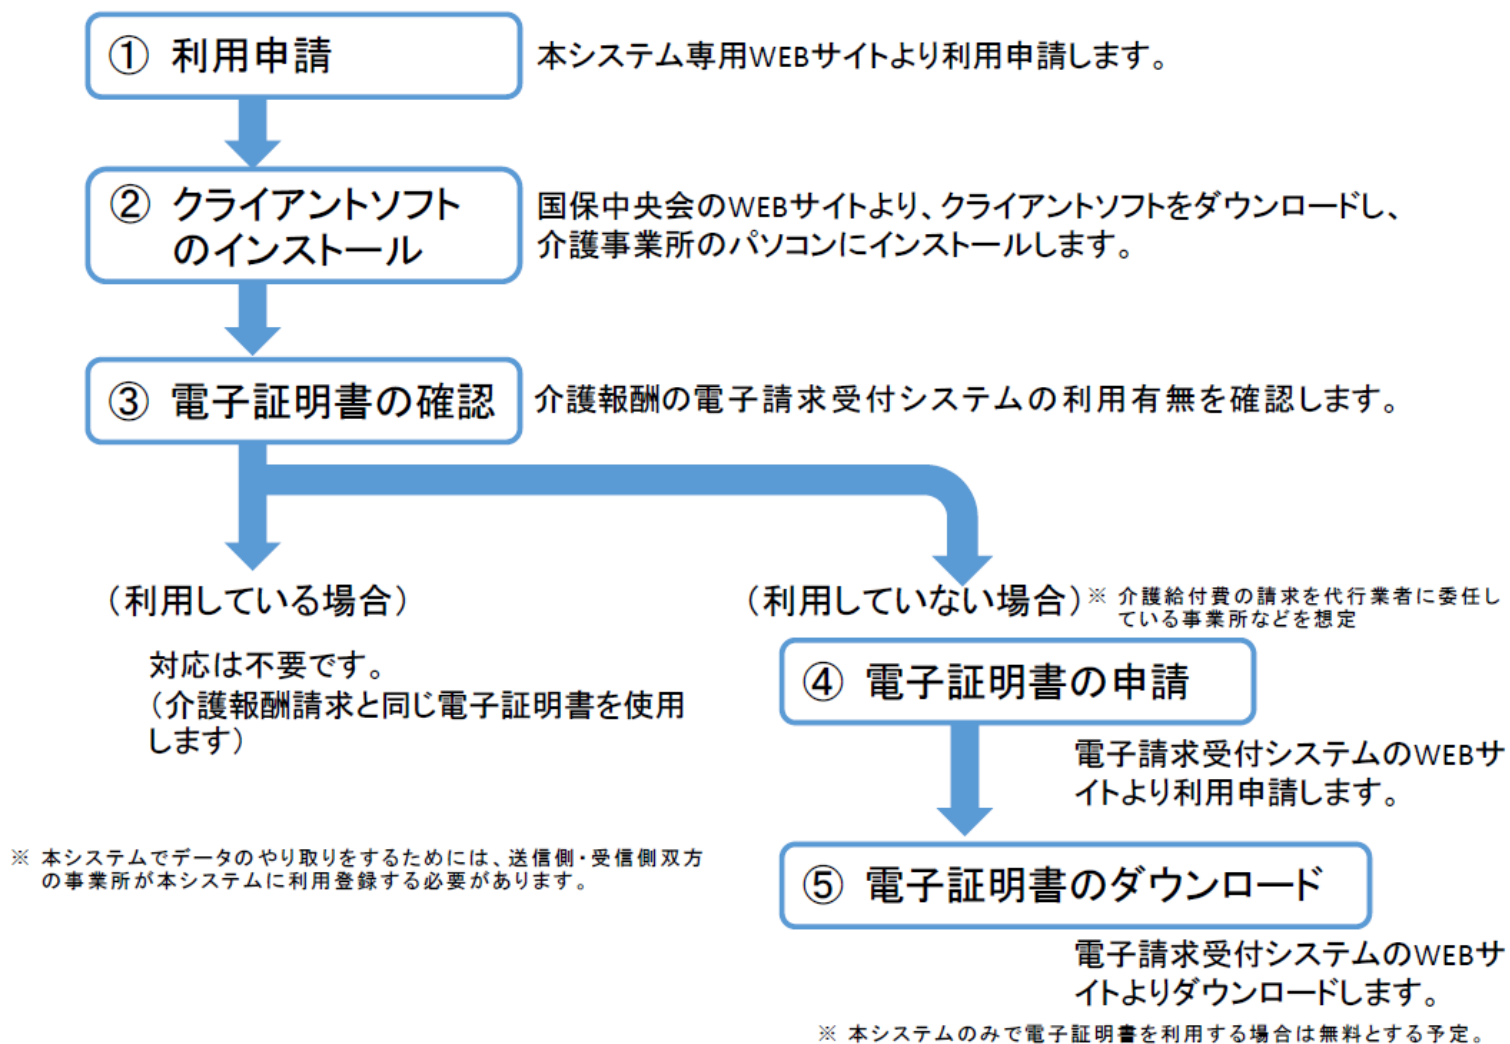 ① 利用申請
本システム専用WEBサイトより利用申請します。
② クライアントソフト
のインストール
国保中央会のWEBサイトより、クライアントソフトをダウンロードし、
介護事業所のパソコンにインストールします。
③ 電子証明書の確認
介護報酬の電子請求受付システムの利用有無を確認します。
（利用している場合）
対応は不要です。
（介護報酬請求と同じ電子証明書を使用
します）
※ 本システムでデータのやり取りをするためには、送信側・受信側双方
の事業所が本システムに利用登録する必要があります。
（利用していない場合）
※ 介護給付費の請求を代行業者に委任し
ている事業所などを想定
④ 電子証明書の申請
電子請求受付システムのWEBサ
イトより利用申請します。
⑤ 電子証明書のダウンロード
電子請求受付システムのWEBサ
イトよりダウンロードします。
※ 本システムのみで電子証明書を利用する場合は無料とする予定。